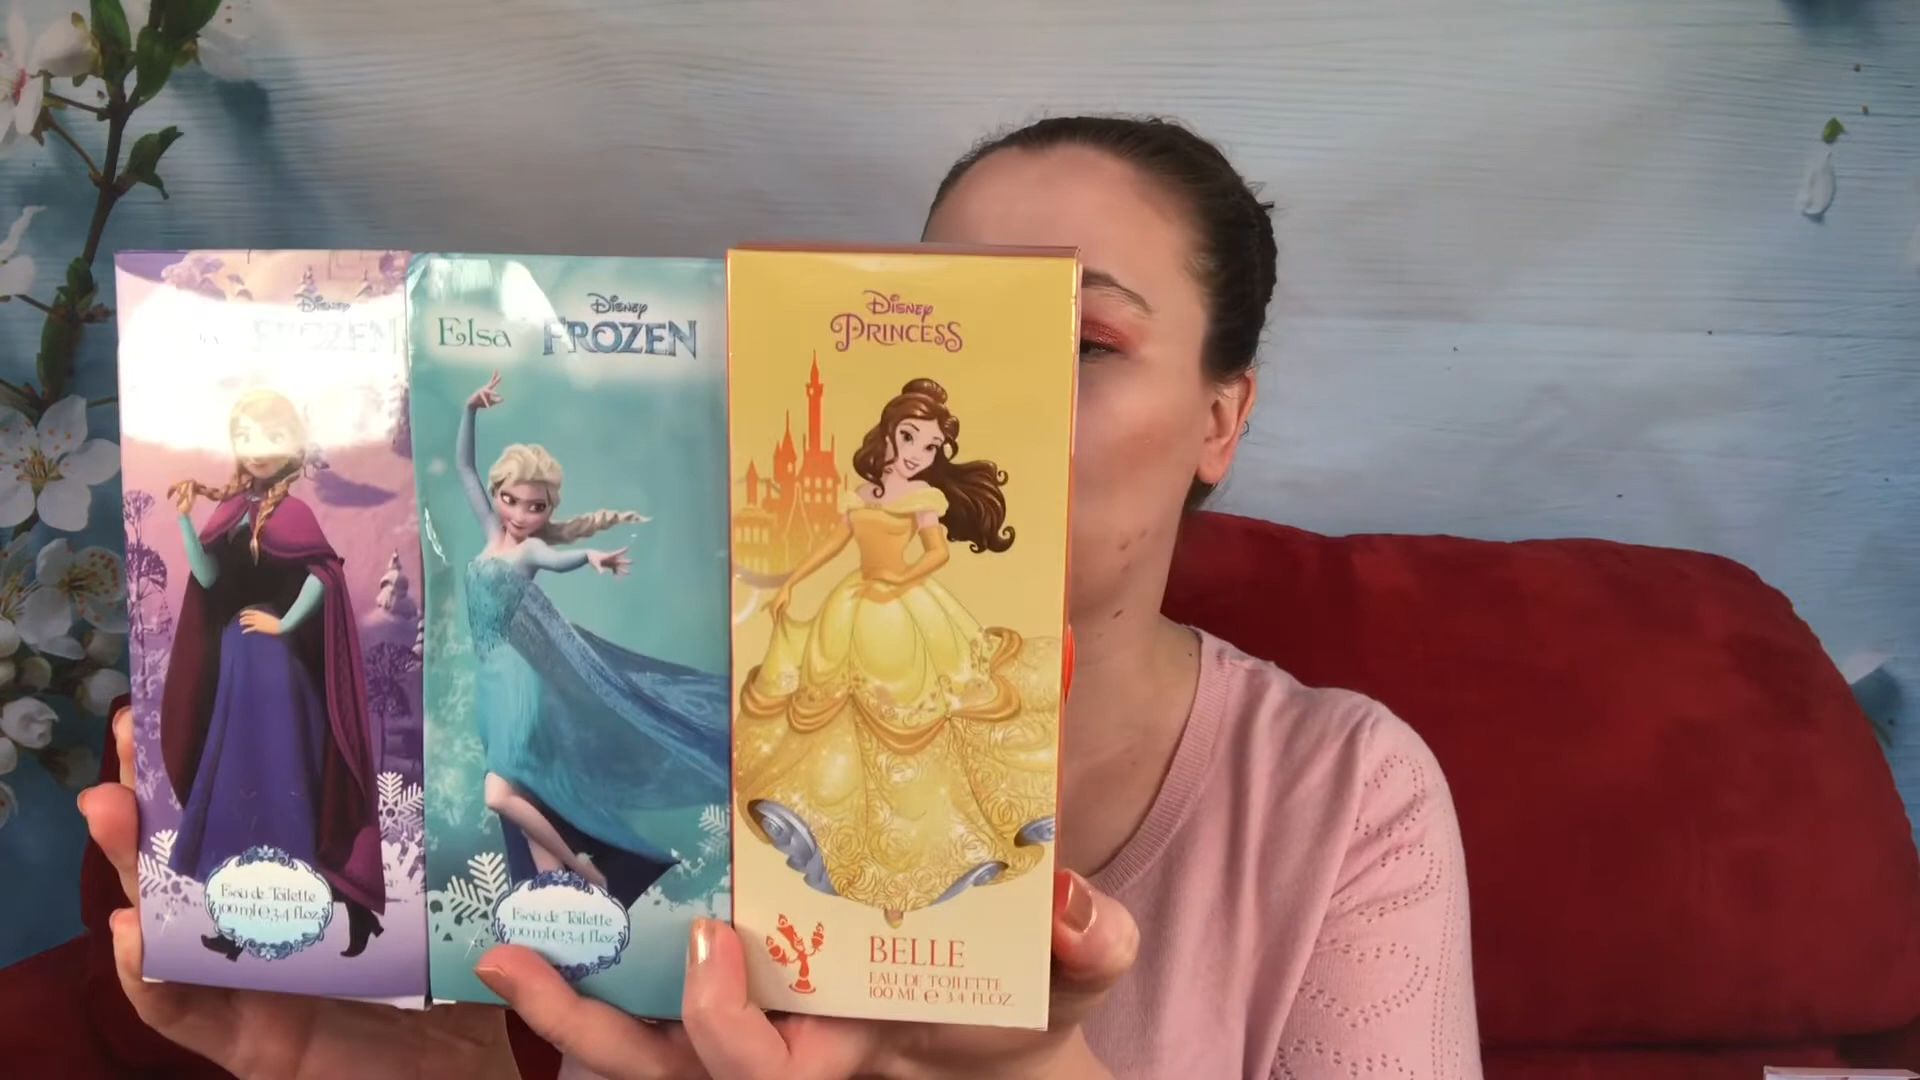 Disney
FROZEN
Eau de Toilette
100 ml e 3.4 fl.oz.
Elsa
Disney
FROZEN
Eau de Toilette
100 ml e 3.4 fl.oz.
Disney
PRINCESS
BELLE
EAU DE TOILETTE
100 ML e 3.4 FL.OZ.